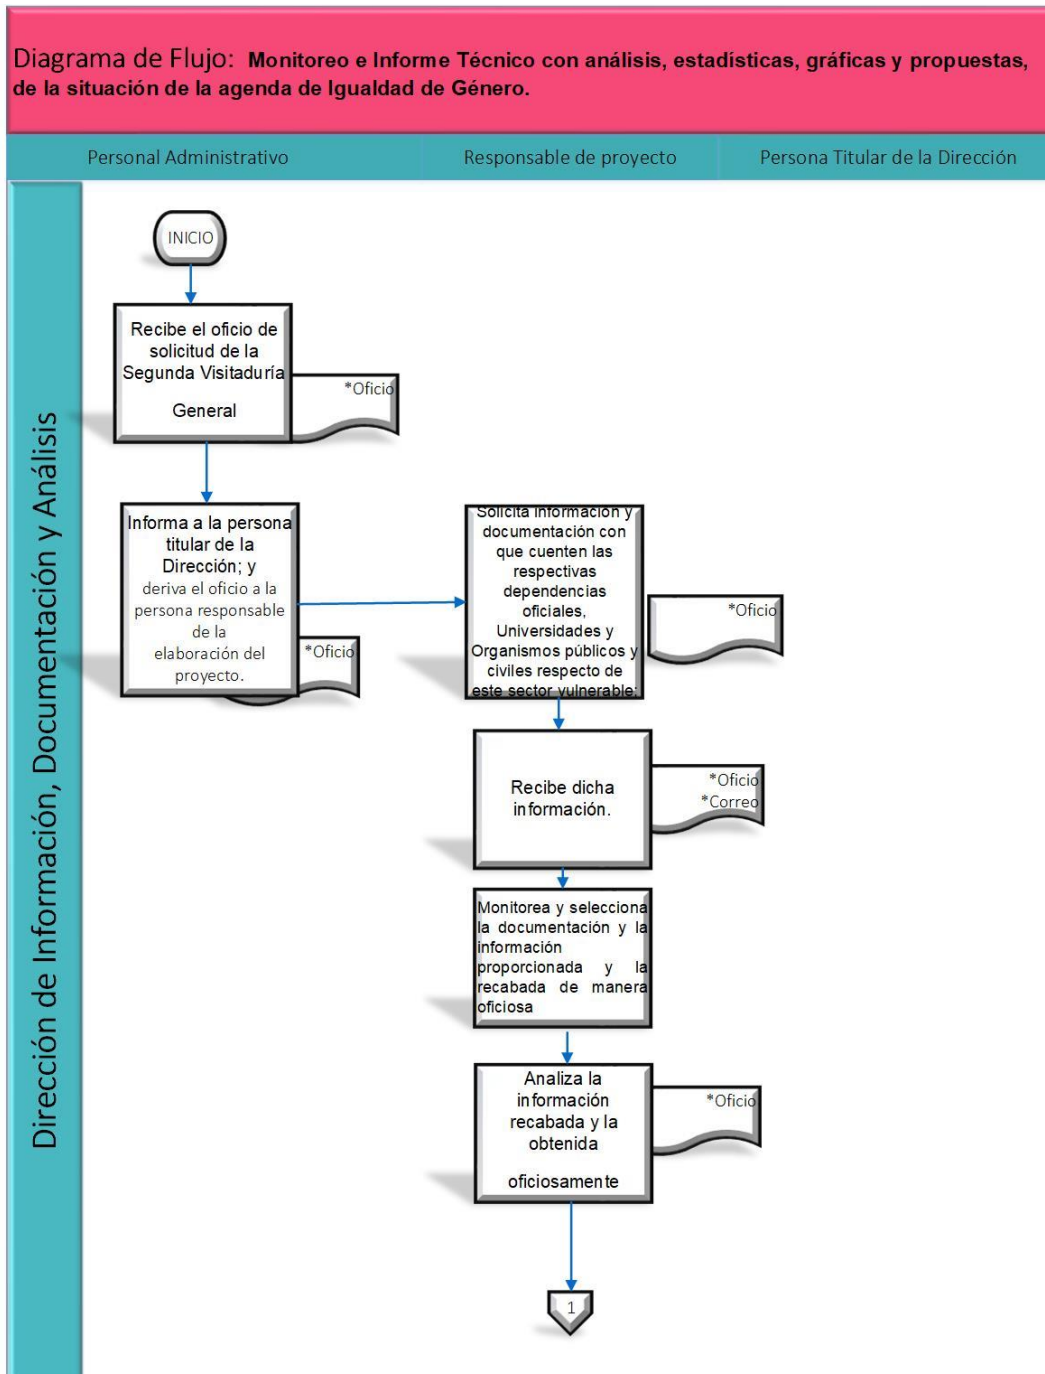 Diagrama de Flujo: Monitoreo e Informe Técnico con análisis, estadísticas, gráficas y propuestas,
de la situación de la agenda de Igualdad de Género.
Personal Administrativo
Responsable de proyecto
Persona Titular de la Dirección
Dirección de Información, Documentación y Análisis
INICIO
Recibe el oficio de
solicitud de la
Segunda Visitaduría
General
*Oficio
Informa a la persona
titular de la
Dirección; y
deriva el oficio a la
persona responsable
de la
elaboración del
proyecto.
*Oficio
Solicita información y
documentación con
que cuenten las
respectivas
dependencias
oficiales,
Universidades y
Organismos públicos y
civiles respecto de
este sector vulnerable;
*Oficio
Recibe dicha
información.
*Oficio
*Correo
Monitorea y selecciona
la documentación y la
información
proporcionada y la
recabada de manera
oficiosa
Analiza la
información
recabada y la
obtenida
oficiosamente
*Oficio
1